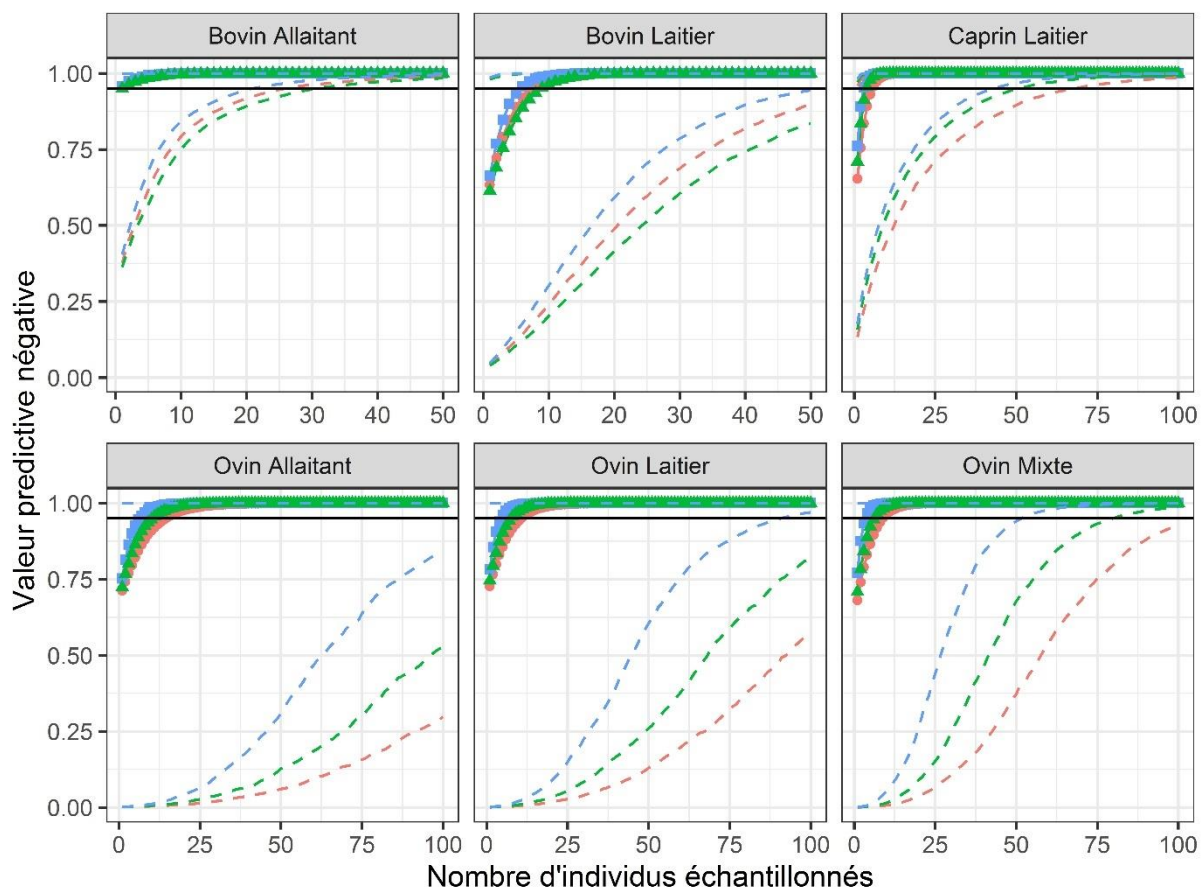 Bovin Allaitant
Bovin Laitier
Caprin Laitier
1.00
0.75
0.50
0.25
0.00
0 10 20 30 40 50
0 10 20 30 40 50
0 25 50 75 100
Valeur predictive négative
Ovin Allaitant
Ovin Laitier
Ovin Mixte
1.00
0.75
0.50
0.25
0.00
0 25 50 75 100
0 25 50 75 100
0 25 50 75 100
Nombre d'individus échantillonnés